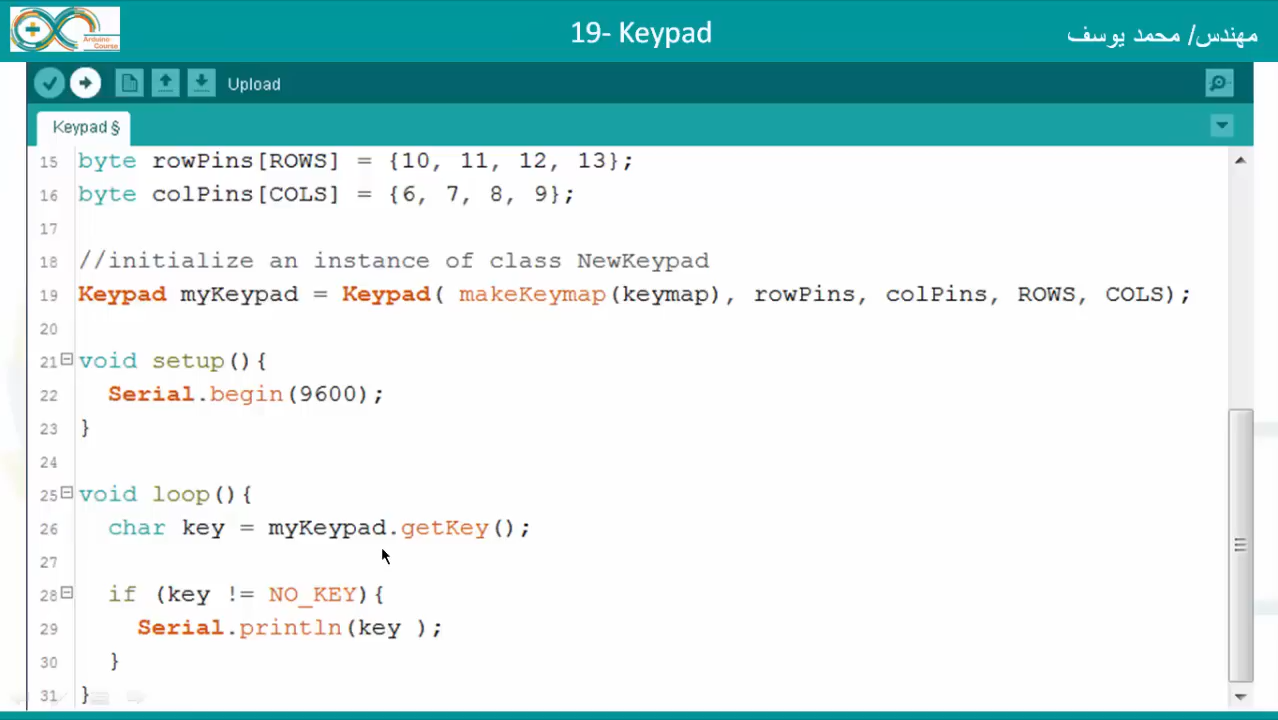 19- Keypad
مهندس/ محمد يوسف
Arduino
Course
Upload
Keypad §
15 byte rowPins[ROWS] = {10, 11, 12, 13};
16 byte colPins[COLS] = {6, 7, 8, 9};
17
18 //initialize an instance of class NewKeypad
19 Keypad myKeypad = Keypad( makeKeymap(keymap), rowPins, colPins, ROWS, COLS);
20
21 void setup(){
22 Serial.begin(9600);
23 }
24
25 void loop(){
26 char key = myKeypad.getKey();
27
28 if (key != NO_KEY){
29 Serial.println(key );
30 }
31 }